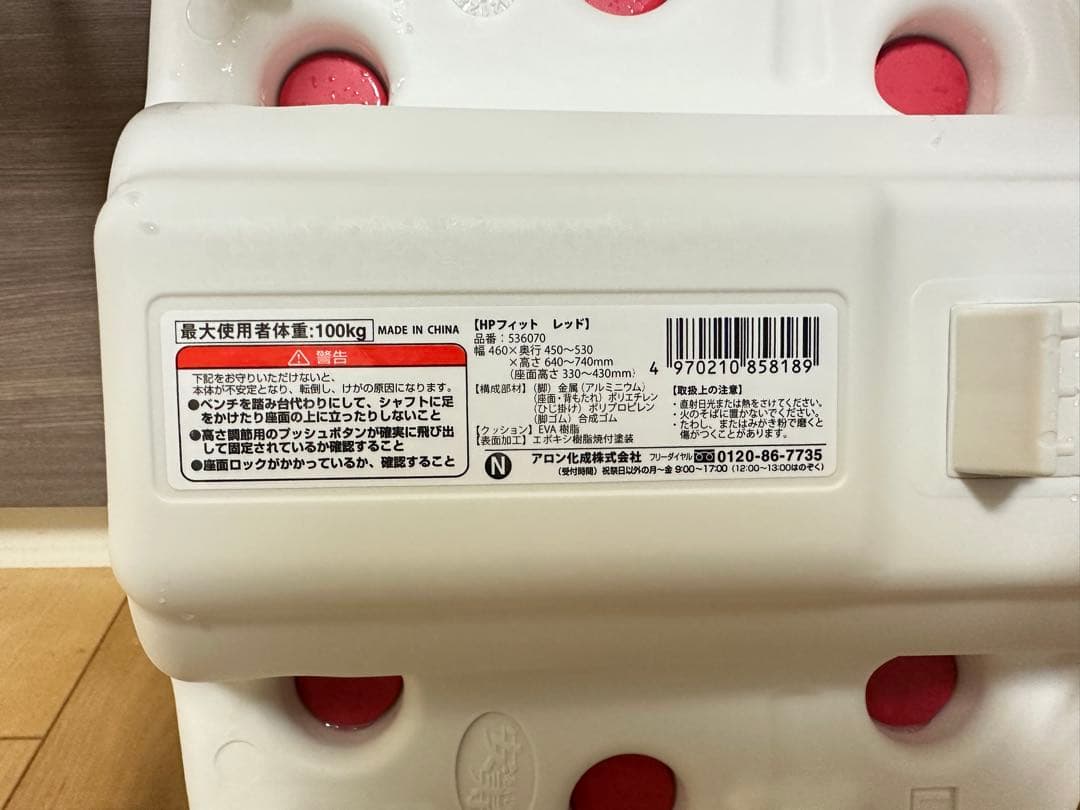 最大使用者体重:100kg MADE IN CHINA
警告
下記をお守りいただけないと、
本体が不安定となり、転倒し、けがの原因になります。
●ベンチを踏み台代わりにして、シャフトに足
をかけたり座面の上に立ったりしないこと
●高さ調節用のプッシュボタンが確実に飛び出
して固定されているか確認すること
●座面ロックがかかっているか、確認すること
【HPフィット レッド】
品番：536070
幅 460×奥行 450～530
×高さ 640～740mm
（座面高さ 330～430mm）
【構成部材】（脚）金属（アルミニウム）
（座面・背もたれ）ポリエチレン
（ひじ掛け）ポリプロピレン
（脚ゴム）合成ゴム
【クッション】EVA 樹脂
【表面加工】エポキシ樹脂焼付塗装
4 970210 858189
【取扱上の注意】
・直射日光または熱をさけてください。
・火のそばに置かないでください。
・たわし、またはみがき粉で磨くと
傷がつくことがあります。
N アロン化成株式会社 フリーダイヤル 0120-86-7735
（受付時間）祝祭日以外の月～金 9:00～17:00（12:00～13:00はのぞく）